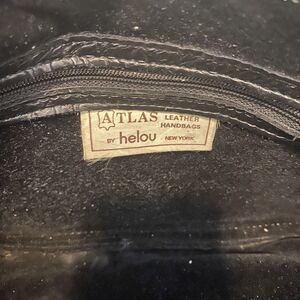 ATLAS LEATHER HANDBAGS
BY helou NEW YORK